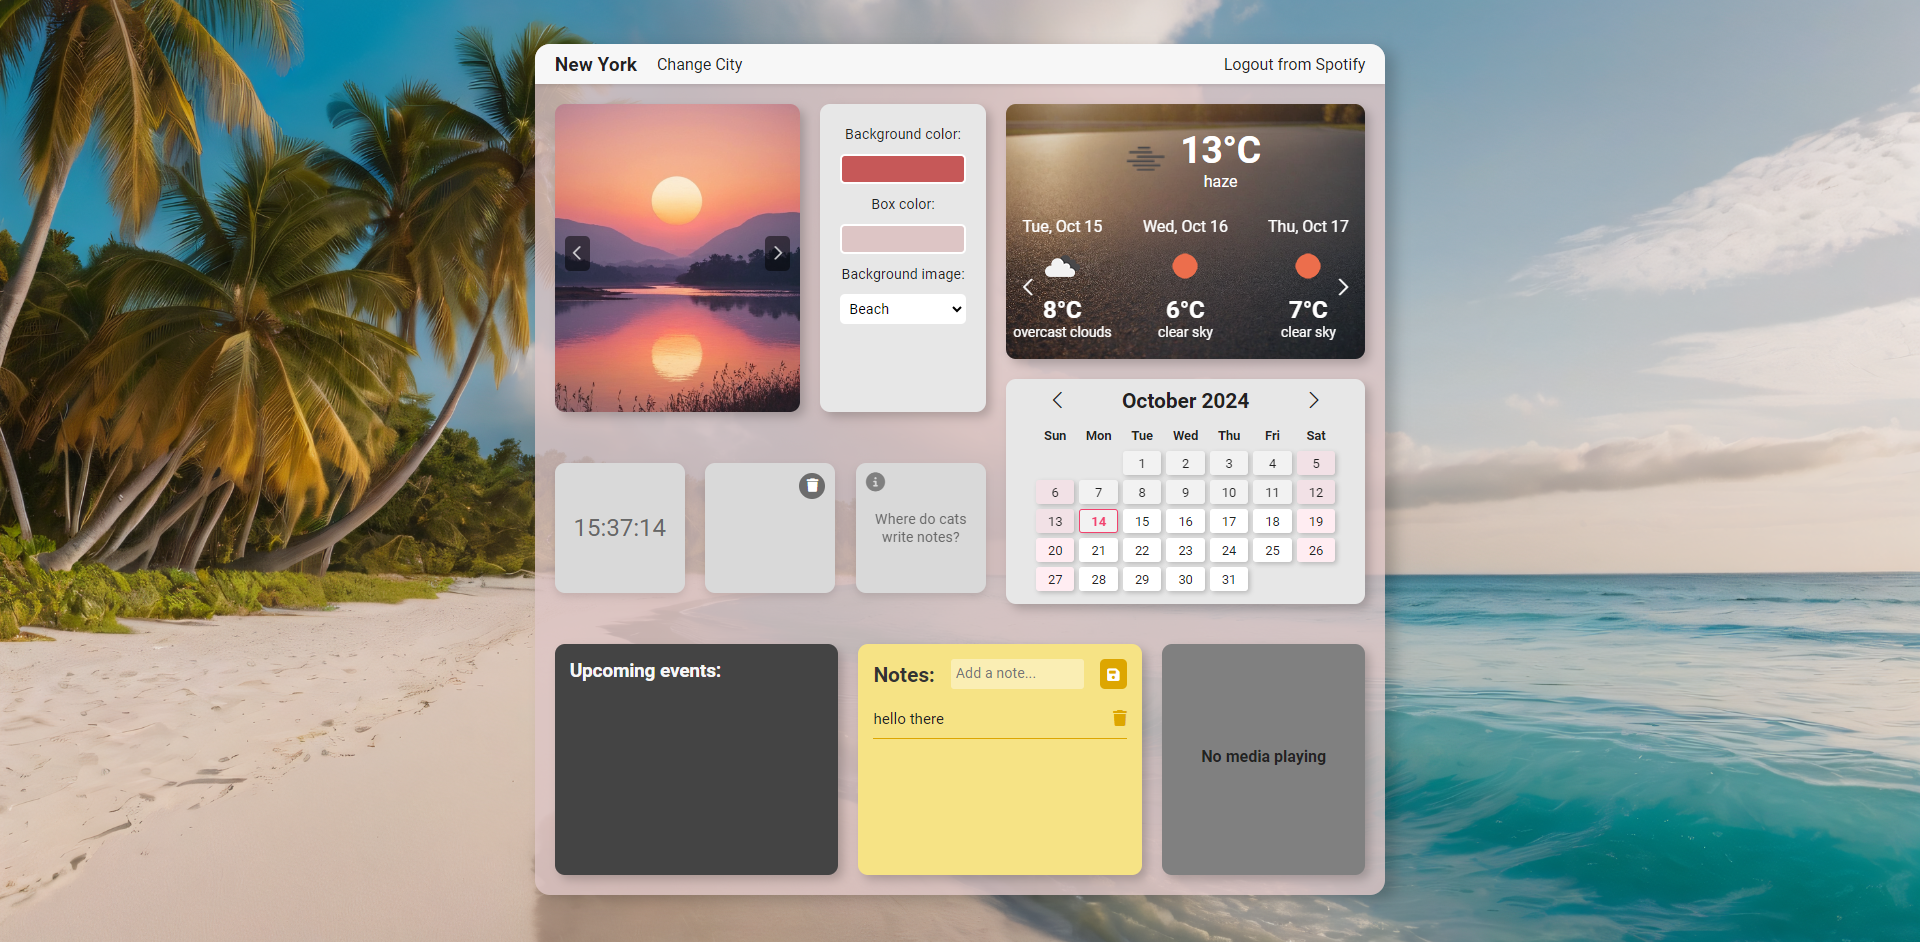 New York Change City Logout from Spotify
Background color:
Box color:
Background image:
Beach
13°C
haze
Tue, Oct 15 Wed, Oct 16 Thu, Oct 17
8°C 6°C 7°C
overcast clouds clear sky clear sky
October 2024
Sun Mon Tue Wed Thu Fri Sat
1 2 3 4 5
6 7 8 9 10 11 12
13 14 15 16 17 18 19
20 21 22 23 24 25 26
27 28 29 30 31
15:37:14
Where do cats
write notes?
Upcoming events:
Notes: Add a note...
hello there
No media playing